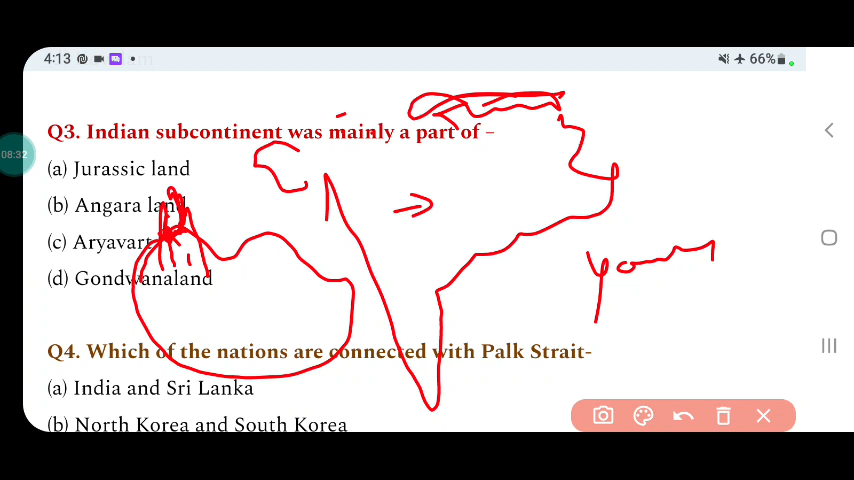 4:13 66%
08:32
Q3. Indian subcontinent was mainly a part of –
(a) Jurassic land
(b) Angara land
(c) Aryavart
(d) Gondwanaland
Q4. Which of the nations are connected with Palk Strait-
(a) India and Sri Lanka
(b) North Korea and South Korea